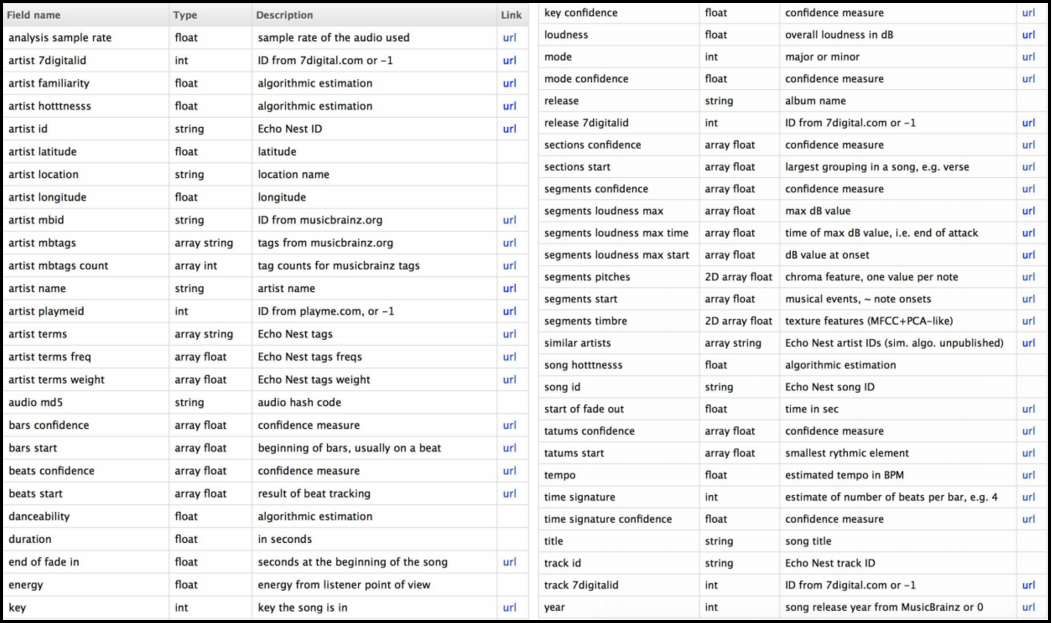 Field name Type Description Link
analysis sample rate float sample rate of the audio used url
artist 7digitalid int ID from 7digital.com or -1 url
artist familiarity float algorithmic estimation url
artist hotttnesss float algorithmic estimation url
artist id string Echo Nest ID url
artist latitude float latitude
artist location string location name
artist longitude float longitude
artist mbid string ID from musicbrainz.org url
artist mbtags array string tags from musicbrainz.org url
artist mbtags count array int tag counts for musicbrainz tags url
artist name string artist name url
artist playmeid int ID from playme.com, or -1 url
artist terms array string Echo Nest tags url
artist terms freq array float Echo Nest tags freqs url
artist terms weight array float Echo Nest tags weight url
audio md5 string audio hash code
bars confidence array float confidence measure url
bars start array float beginning of bars, usually on a beat url
beats confidence array float confidence measure url
beats start array float result of beat tracking url
danceability float algorithmic estimation
duration float in seconds
end of fade in float seconds at the beginning of the song url
energy float energy from listener point of view
key int key the song is in url
key confidence float confidence measure url
loudness float overall loudness in dB url
mode int major or minor url
mode confidence float confidence measure url
release string album name
release 7digitalid int ID from 7digital.com or -1 url
sections confidence array float confidence measure url
sections start array float largest grouping in a song, e.g. verse url
segments confidence array float confidence measure url
segments loudness max array float max dB value url
segments loudness max time array float time of max dB value, i.e. end of attack url
segments loudness max start array float dB value at onset url
segments pitches 2D array float chroma feature, one value per note url
segments start array float musical events, ~ note onsets url
segments timbre 2D array float texture features (MFCC+PCA-like) url
similar artists array string Echo Nest artist IDs (sim. algo. unpublished) url
song hotttnesss float algorithmic estimation
song id string Echo Nest song ID
start of fade out float time in sec url
tatums confidence array float confidence measure url
tatums start array float smallest rythmic element url
tempo float estimated tempo in BPM url
time signature int estimate of number of beats per bar, e.g. 4 url
time signature confidence float confidence measure url
title string song title
track id string Echo Nest track ID
track 7digitalid int ID from 7digital.com or -1 url
year int song release year from MusicBrainz or 0 url